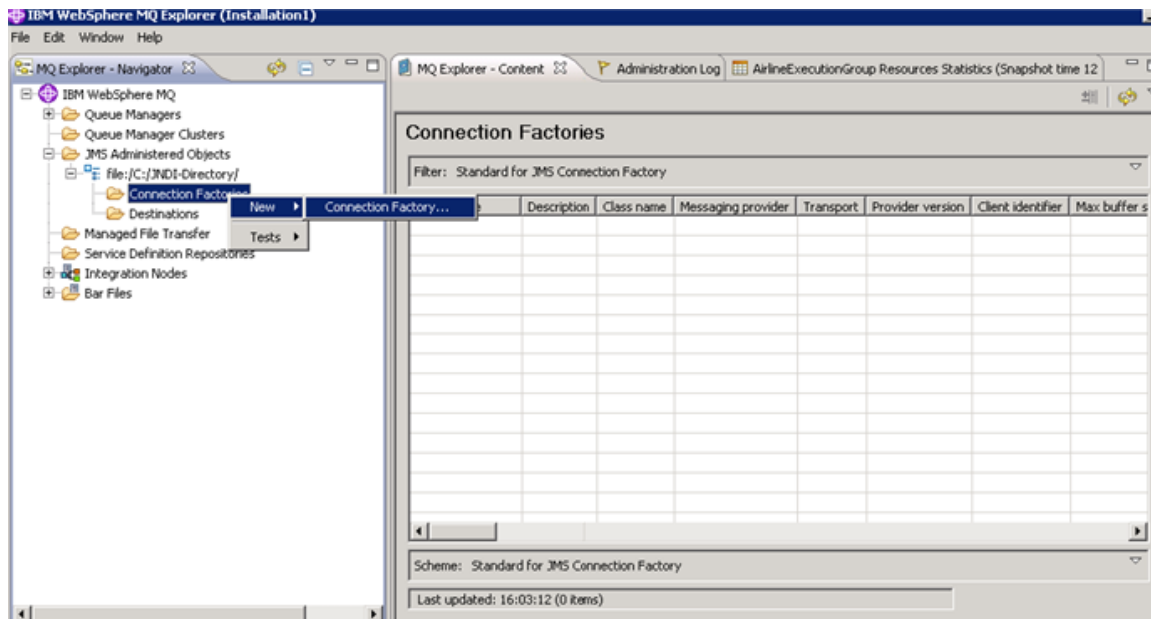 IBM WebSphere MQ Explorer (Installation1)
File Edit Window Help
MQ Explorer - Navigator
IBM WebSphere MQ
Queue Managers
Queue Manager Clusters
JMS Administered Objects
file:/C:/JNDI-Directory/
Connection Factories
Destinations
Managed File Transfer
Service Definition Repositories
Integration Nodes
Bar Files
New
Tests
Connection Factory...
MQ Explorer - Content
Administration Log
AirlineExecutionGroup Resources Statistics (Snapshot time 12
Connection Factories
Filter: Standard for JMS Connection Factory
Description Class name Messaging provider Transport Provider version Client identifier Max buffer s
Scheme: Standard for JMS Connection Factory
Last updated: 16:03:12 (0 items)